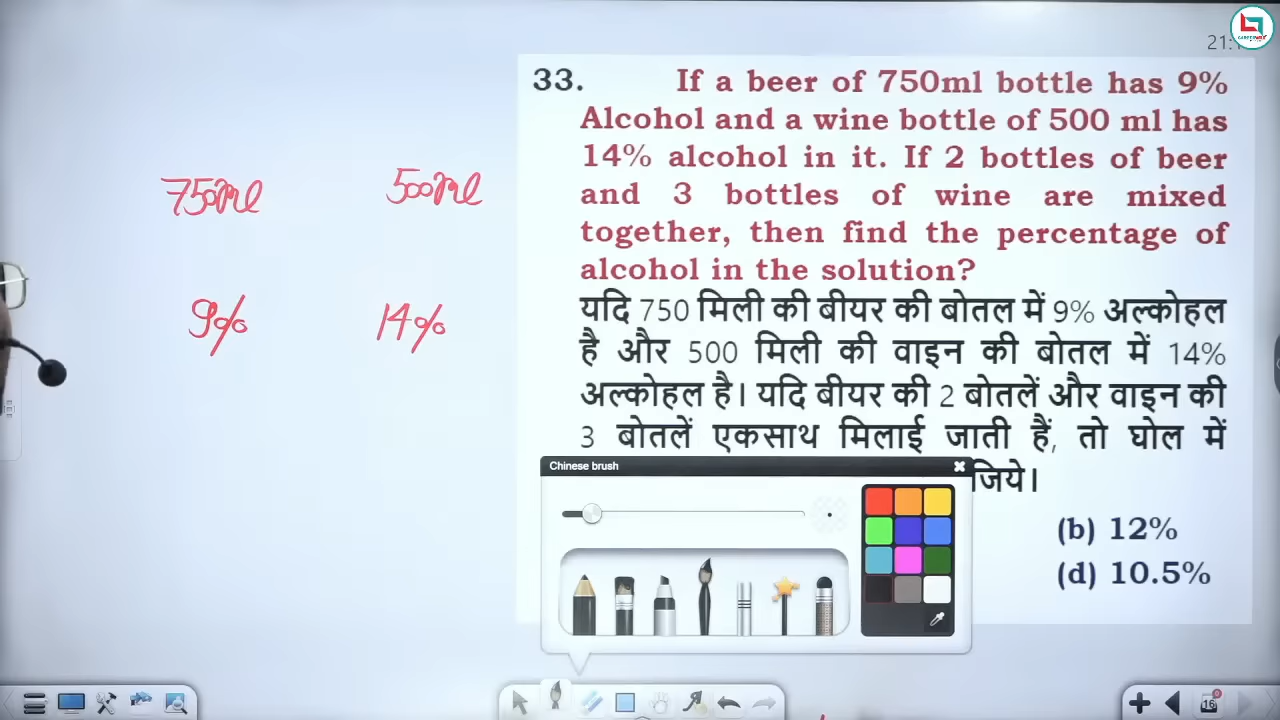 21:
33. If a beer of 750ml bottle has 9%
Alcohol and a wine bottle of 500 ml has
14% alcohol in it. If 2 bottles of beer
and 3 bottles of wine are mixed
together, then find the percentage of
alcohol in the solution?
यदि 750 मिली की बीयर की बोतल में 9% अल्कोहल
है और 500 मिली की वाइन की बोतल में 14%
अल्कोहल है। यदि बीयर की 2 बोतलें और वाइन की
3 बोतलें एकसाथ मिलाई जाती हैं, तो घोल में
जिये।
(b) 12%
(d) 10.5%
750ml 500ml
9% 14%
Chinese brush
16